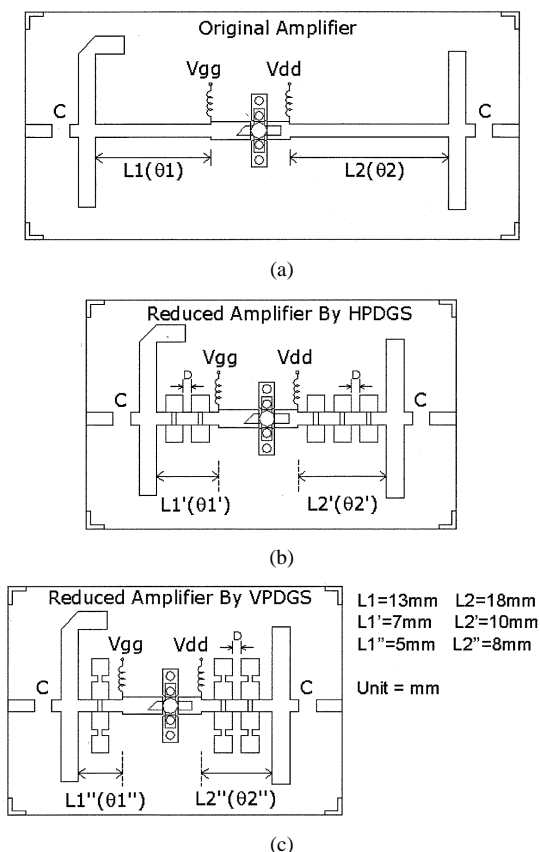 Original Amplifier
Vgg Vdd
C C
L1(θ1) L2(θ2)
(a)
Reduced Amplifier By HPDGS
D D
Vgg Vdd
C C
L1'(θ1') L2'(θ2')
(b)
Reduced Amplifier By VPDGS
D
Vgg Vdd
C C
L1"(θ1") L2"(θ2")
L1=13mm L2=18mm
L1'=7mm L2'=10mm
L1"=5mm L2"=8mm
Unit = mm
(c)